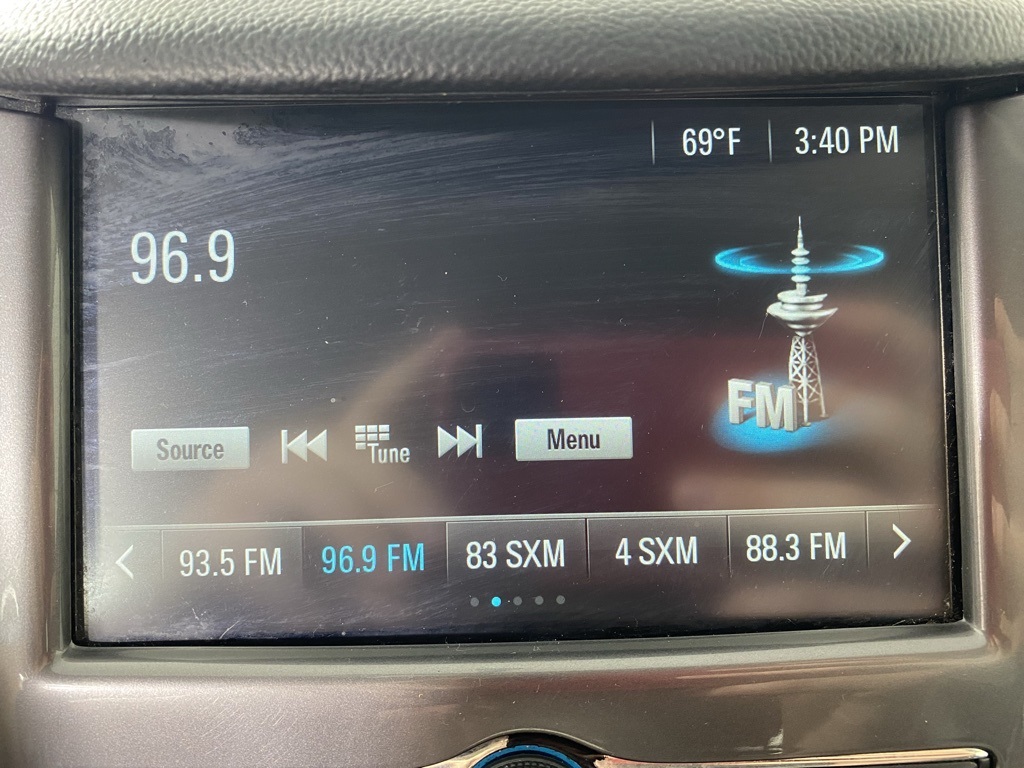 69°F 3:40 PM
96.9
FM
Source Tune Menu
93.5 FM 96.9 FM 83 SXM 4 SXM 88.3 FM